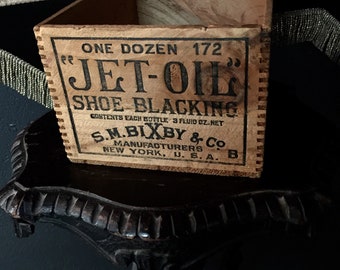 ONE DOZEN 172
"JET-OIL"
SHOE BLACKING
CONTENTS EACH BOTTLE 3 FLUID OZ. NET
S.M. BIXBY & Co
MANUFACTURERS
NEW YORK, U.S.A. B